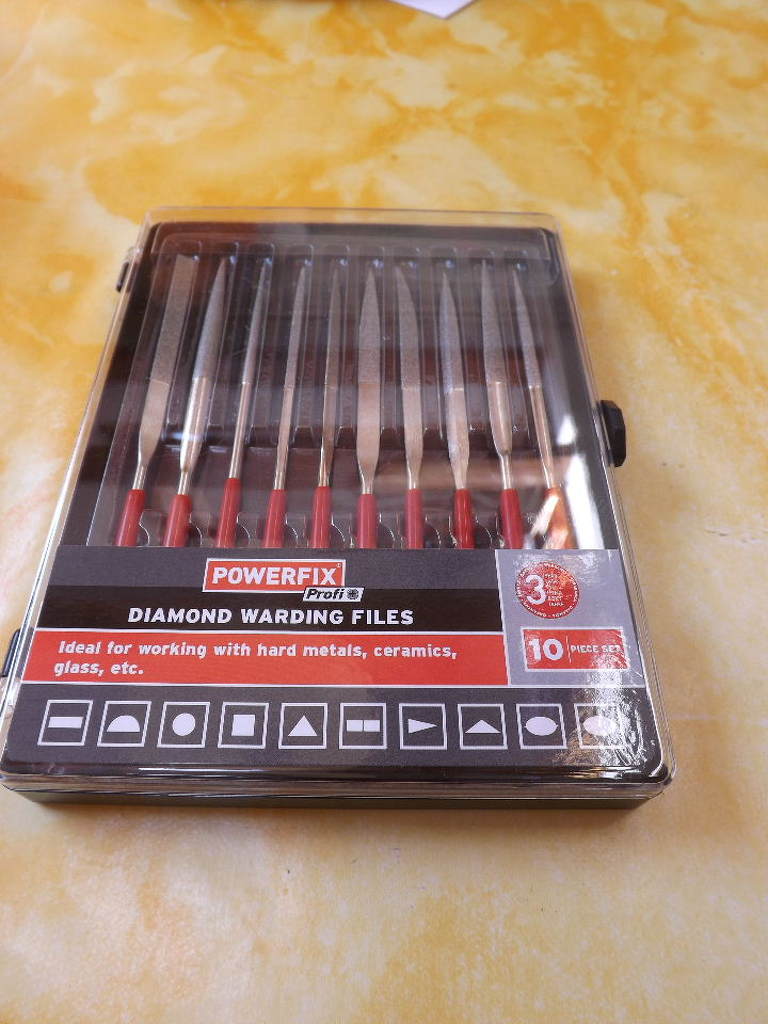 POWERFIX®
Profi
DIAMOND WARDING FILES
Ideal for working with hard metals, ceramics,
glass, etc.
3
10 PIECE SET